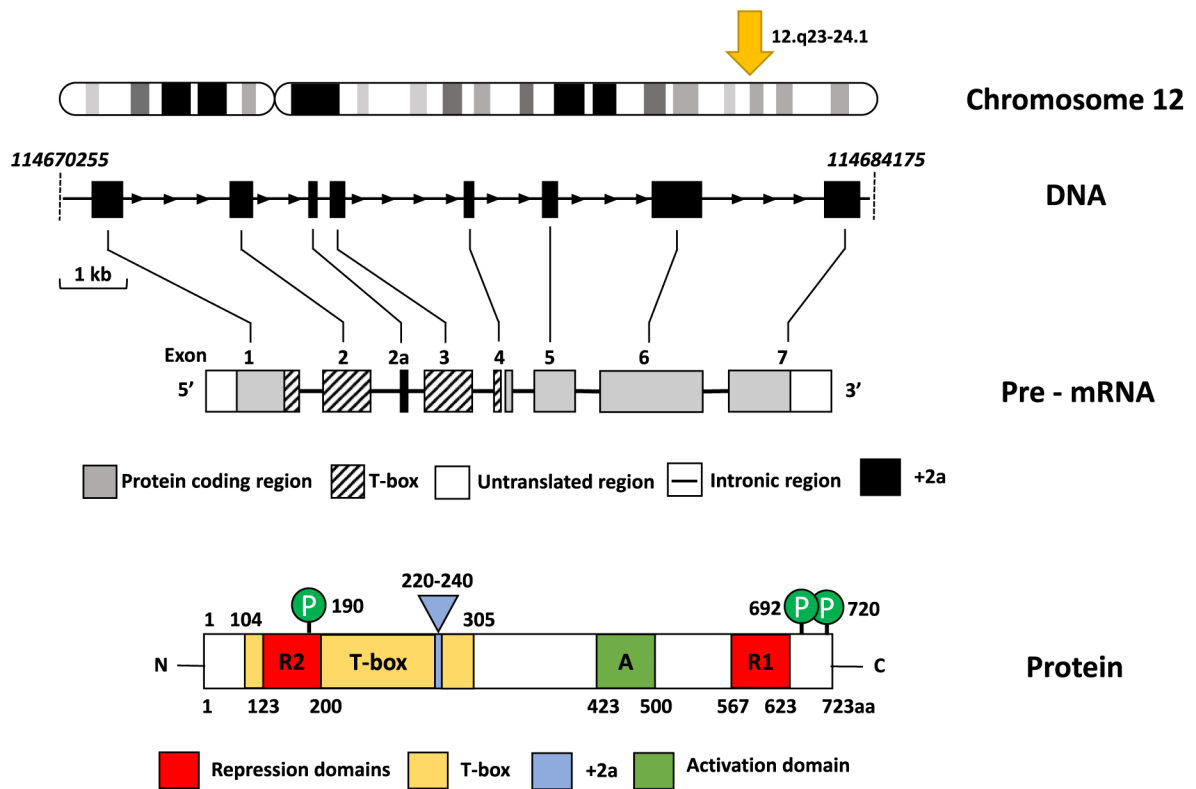 12.q23-24.1
Chromosome 12
114670255 114684175
DNA
1 kb
Exon 1 2 2a 3 4 5 6 7
5’ 3’
Pre - mRNA
Protein coding region T-box Untranslated region Intronic region +2a
220-240
1 104 P 190 305 692 P P 720
N R2 T-box A R1 C
Protein
1 123 200 423 500 567 623 723aa
Repression domains T-box +2a Activation domain